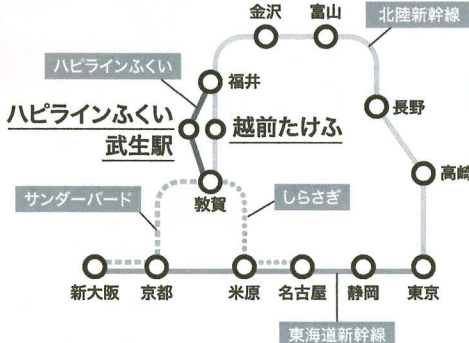 金沢
富山
北陸新幹線
ハピラインふくい
福井
ハピラインふくい
武生駅
越前たけふ
長野
高崎
サンダーバード
敦賀
しらさぎ
新大阪
京都
米原
名古屋
静岡
東京
東海道新幹線